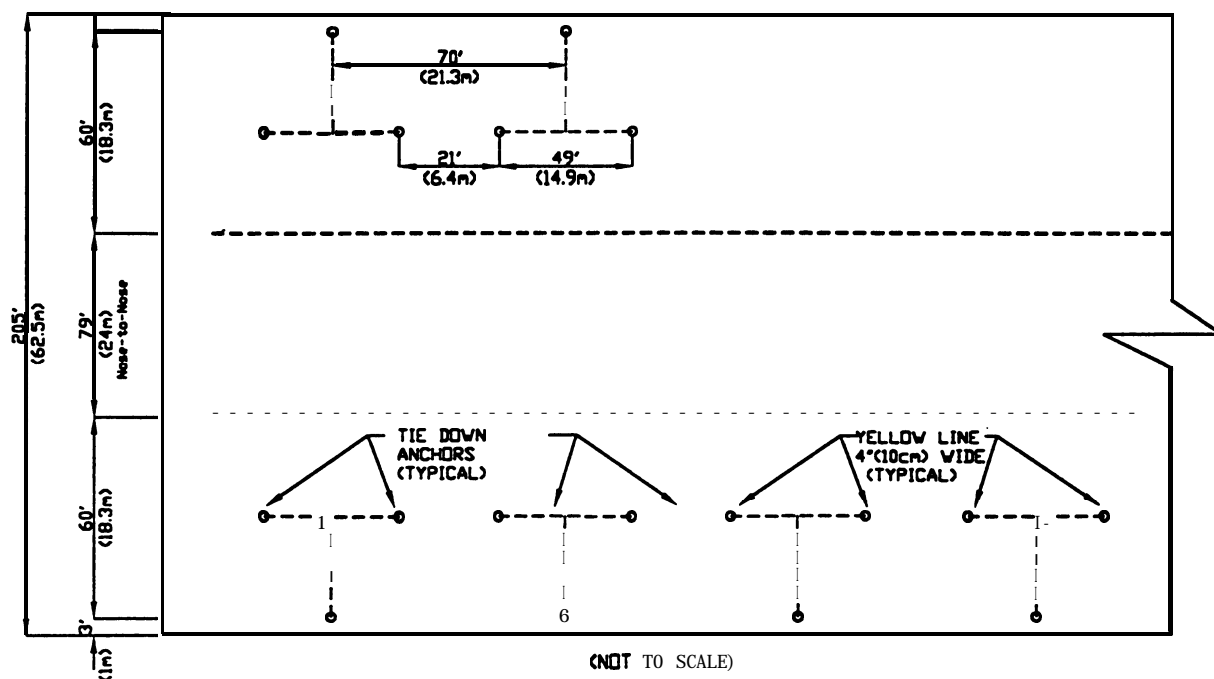 70'
(21.3m)
60'
(18.3m)
21'
(6.4m)
49'
(14.9m)
205'
(62.5m)
79'
(24m)
Nose-to-Nose
TIE DOWN
ANCHORS
(TYPICAL)
YELLOW LINE
4"(10cm) WIDE
(TYPICAL)
60'
(18.3m)
1
6
3'
(1m)
(NOT TO SCALE)